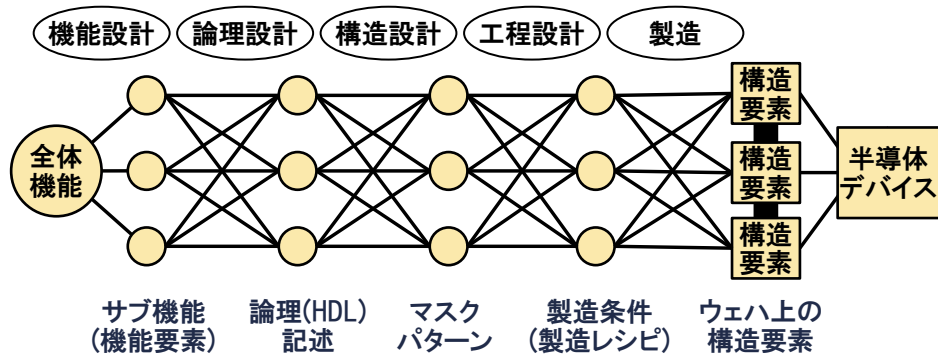 機能設計 論理設計 構造設計 工程設計 製造
全体
機能
構造
要素
構造
要素
構造
要素
半導体
デバイス
サブ機能
(機能要素)
論理(HDL)
記述
マスク
パターン
製造条件
(製造レシピ)
ウェハ上の
構造要素